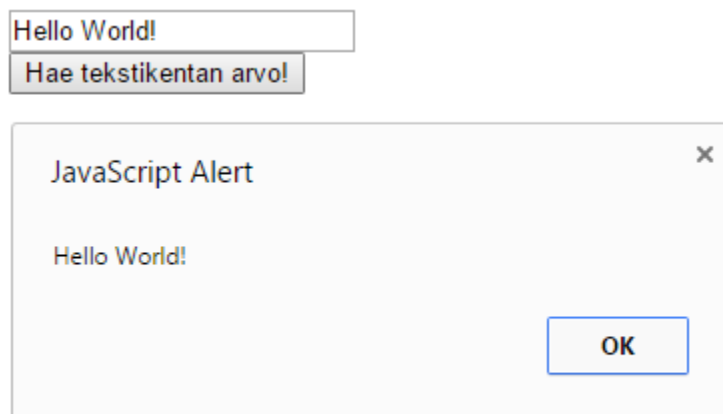 Hello World!
Hae tekstikentan arvo!
JavaScript Alert
Hello World!
OK